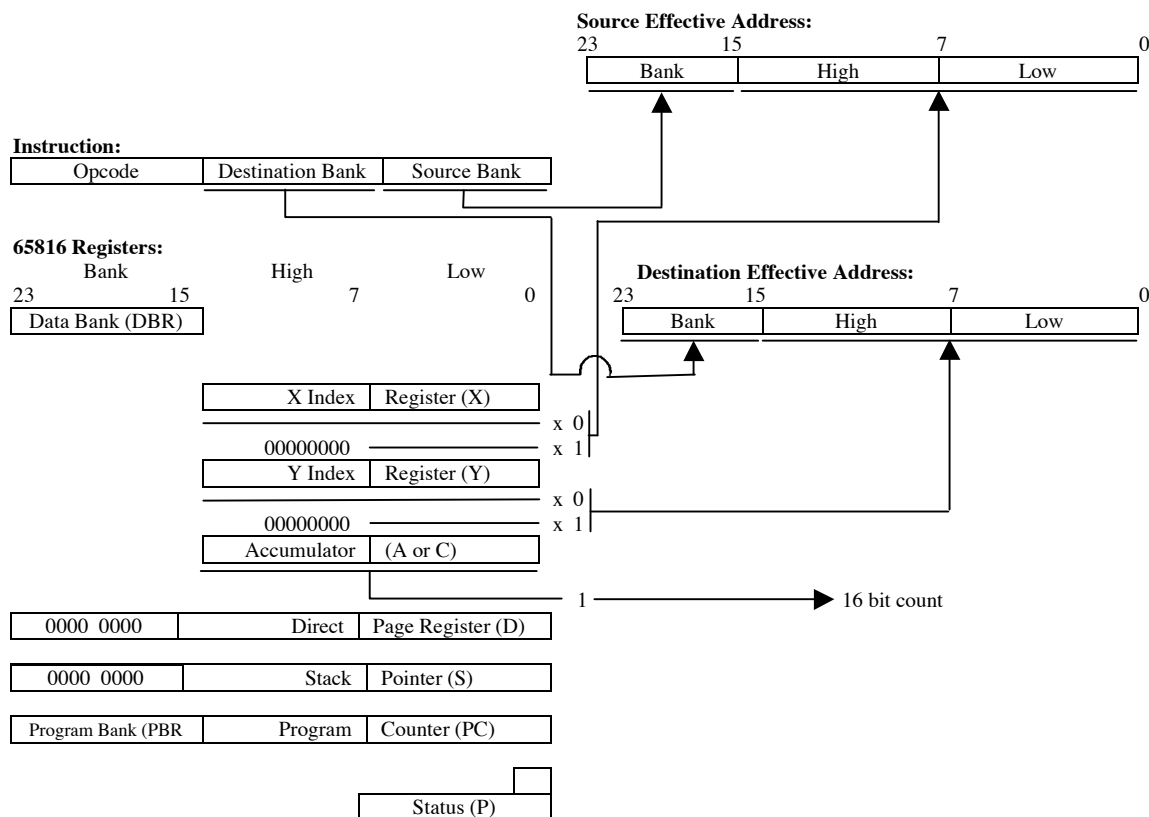 Source Effective Address:
23 15 7 0
Bank High Low
Instruction:
Opcode Destination Bank Source Bank
65816 Registers:
Bank High Low
23 15 7 0
Data Bank (DBR)
Destination Effective Address:
23 15 7 0
Bank High Low
X Index Register (X)
x 0
00000000 x 1
Y Index Register (Y)
x 0
00000000 x 1
Accumulator (A or C)
1 16 bit count
0000 0000 Direct Page Register (D)
0000 0000 Stack Pointer (S)
Program Bank (PBR Program Counter (PC)
Status (P)